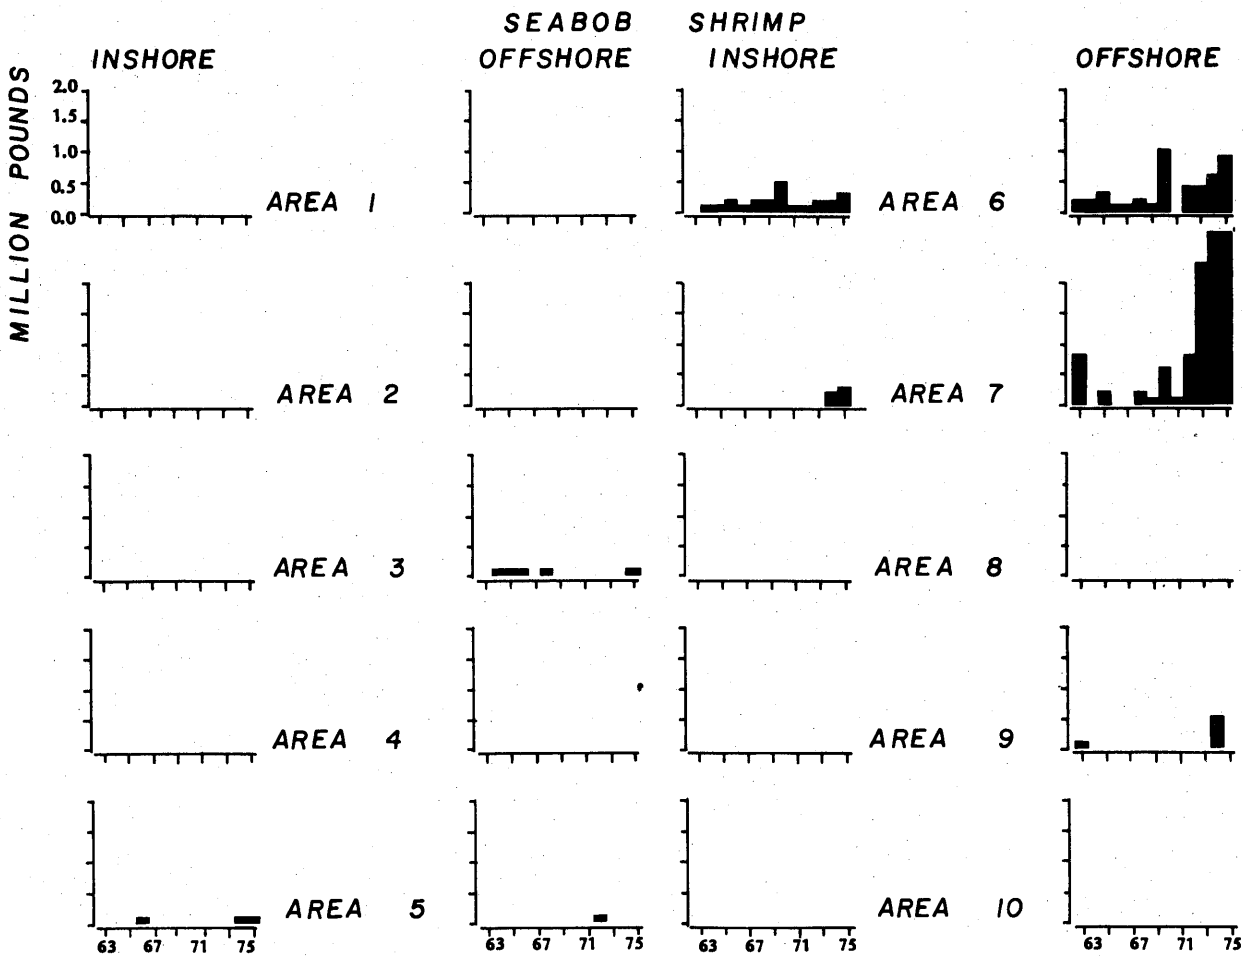 SEABOB SHRIMP
INSHORE OFFSHORE INSHORE OFFSHORE
MILLION POUNDS
2.0
1.5
1.0
0.5
0.0
AREA 1 AREA 6
AREA 2 AREA 7
AREA 3 AREA 8
AREA 4 AREA 9
AREA 5 AREA 10
63 67 71 75 63 67 71 75 63 67 71 75 63 67 71 75